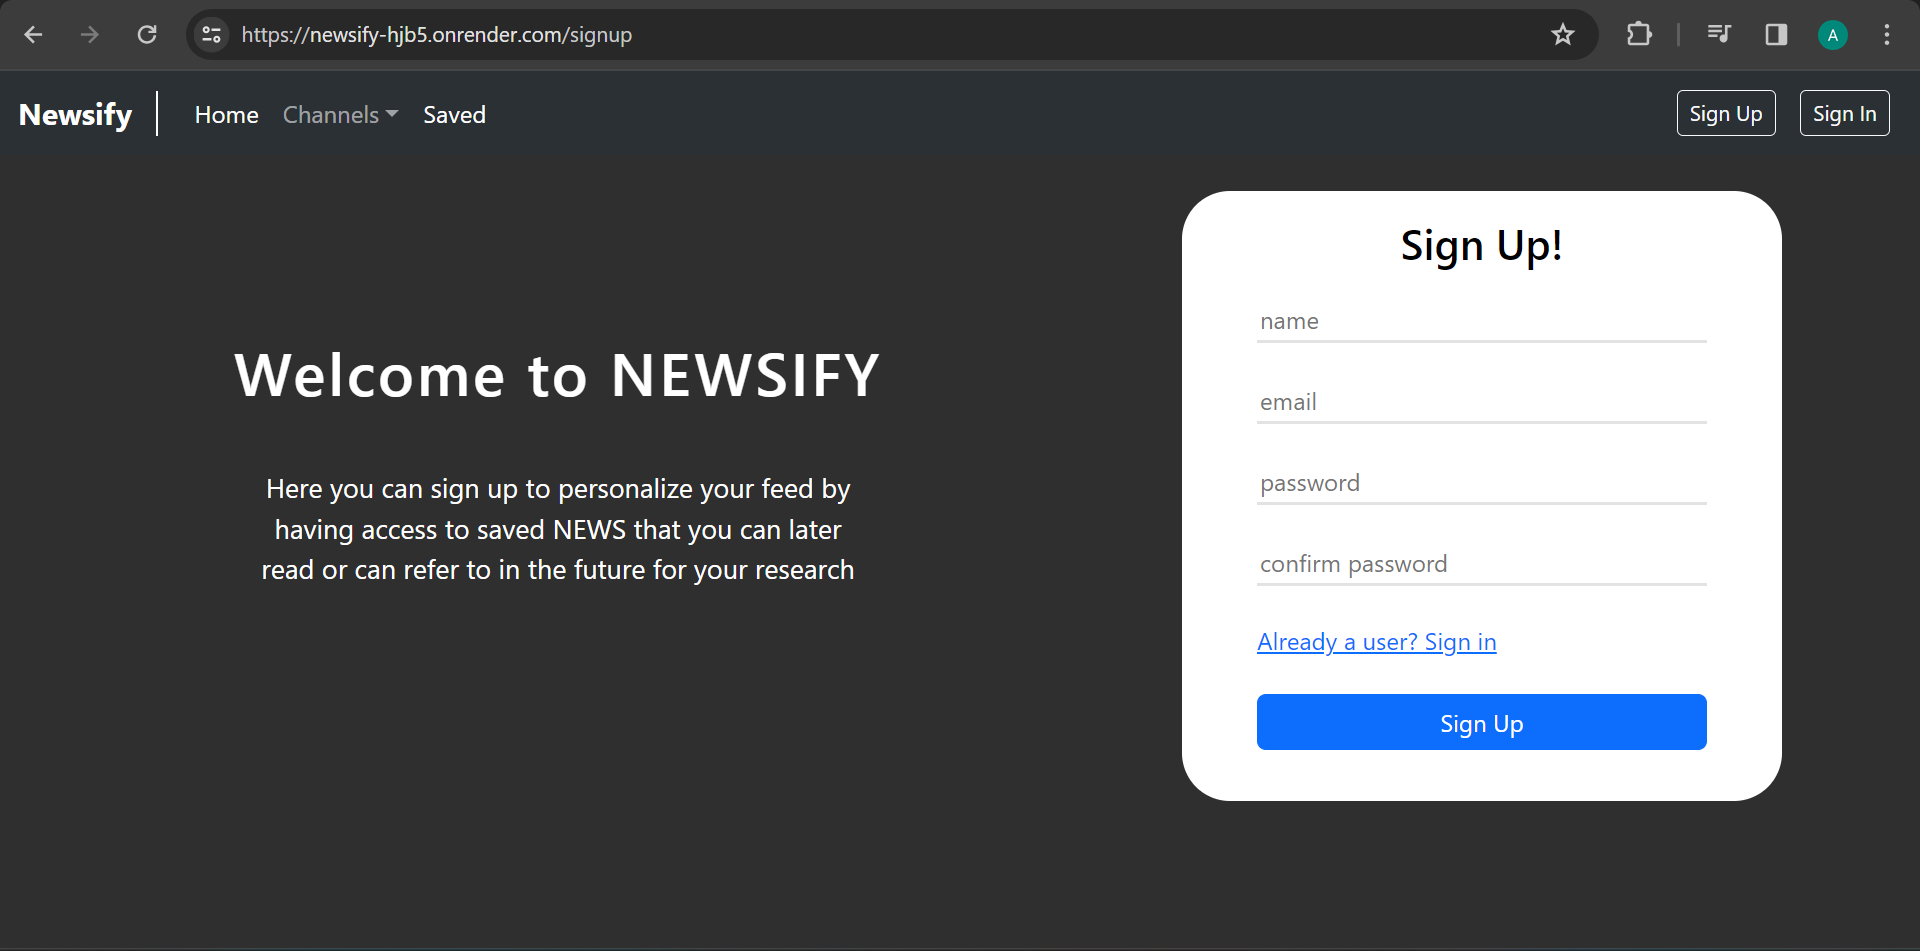 https://newsify-hjb5.onrender.com/signup
A
Newsify
Home
Channels
Saved
Sign Up
Sign In
Welcome to NEWSIFY
Here you can sign up to personalize your feed by
having access to saved NEWS that you can later
read or can refer to in the future for your research
Sign Up!
name
email
password
confirm password
Already a user? Sign in
Sign Up